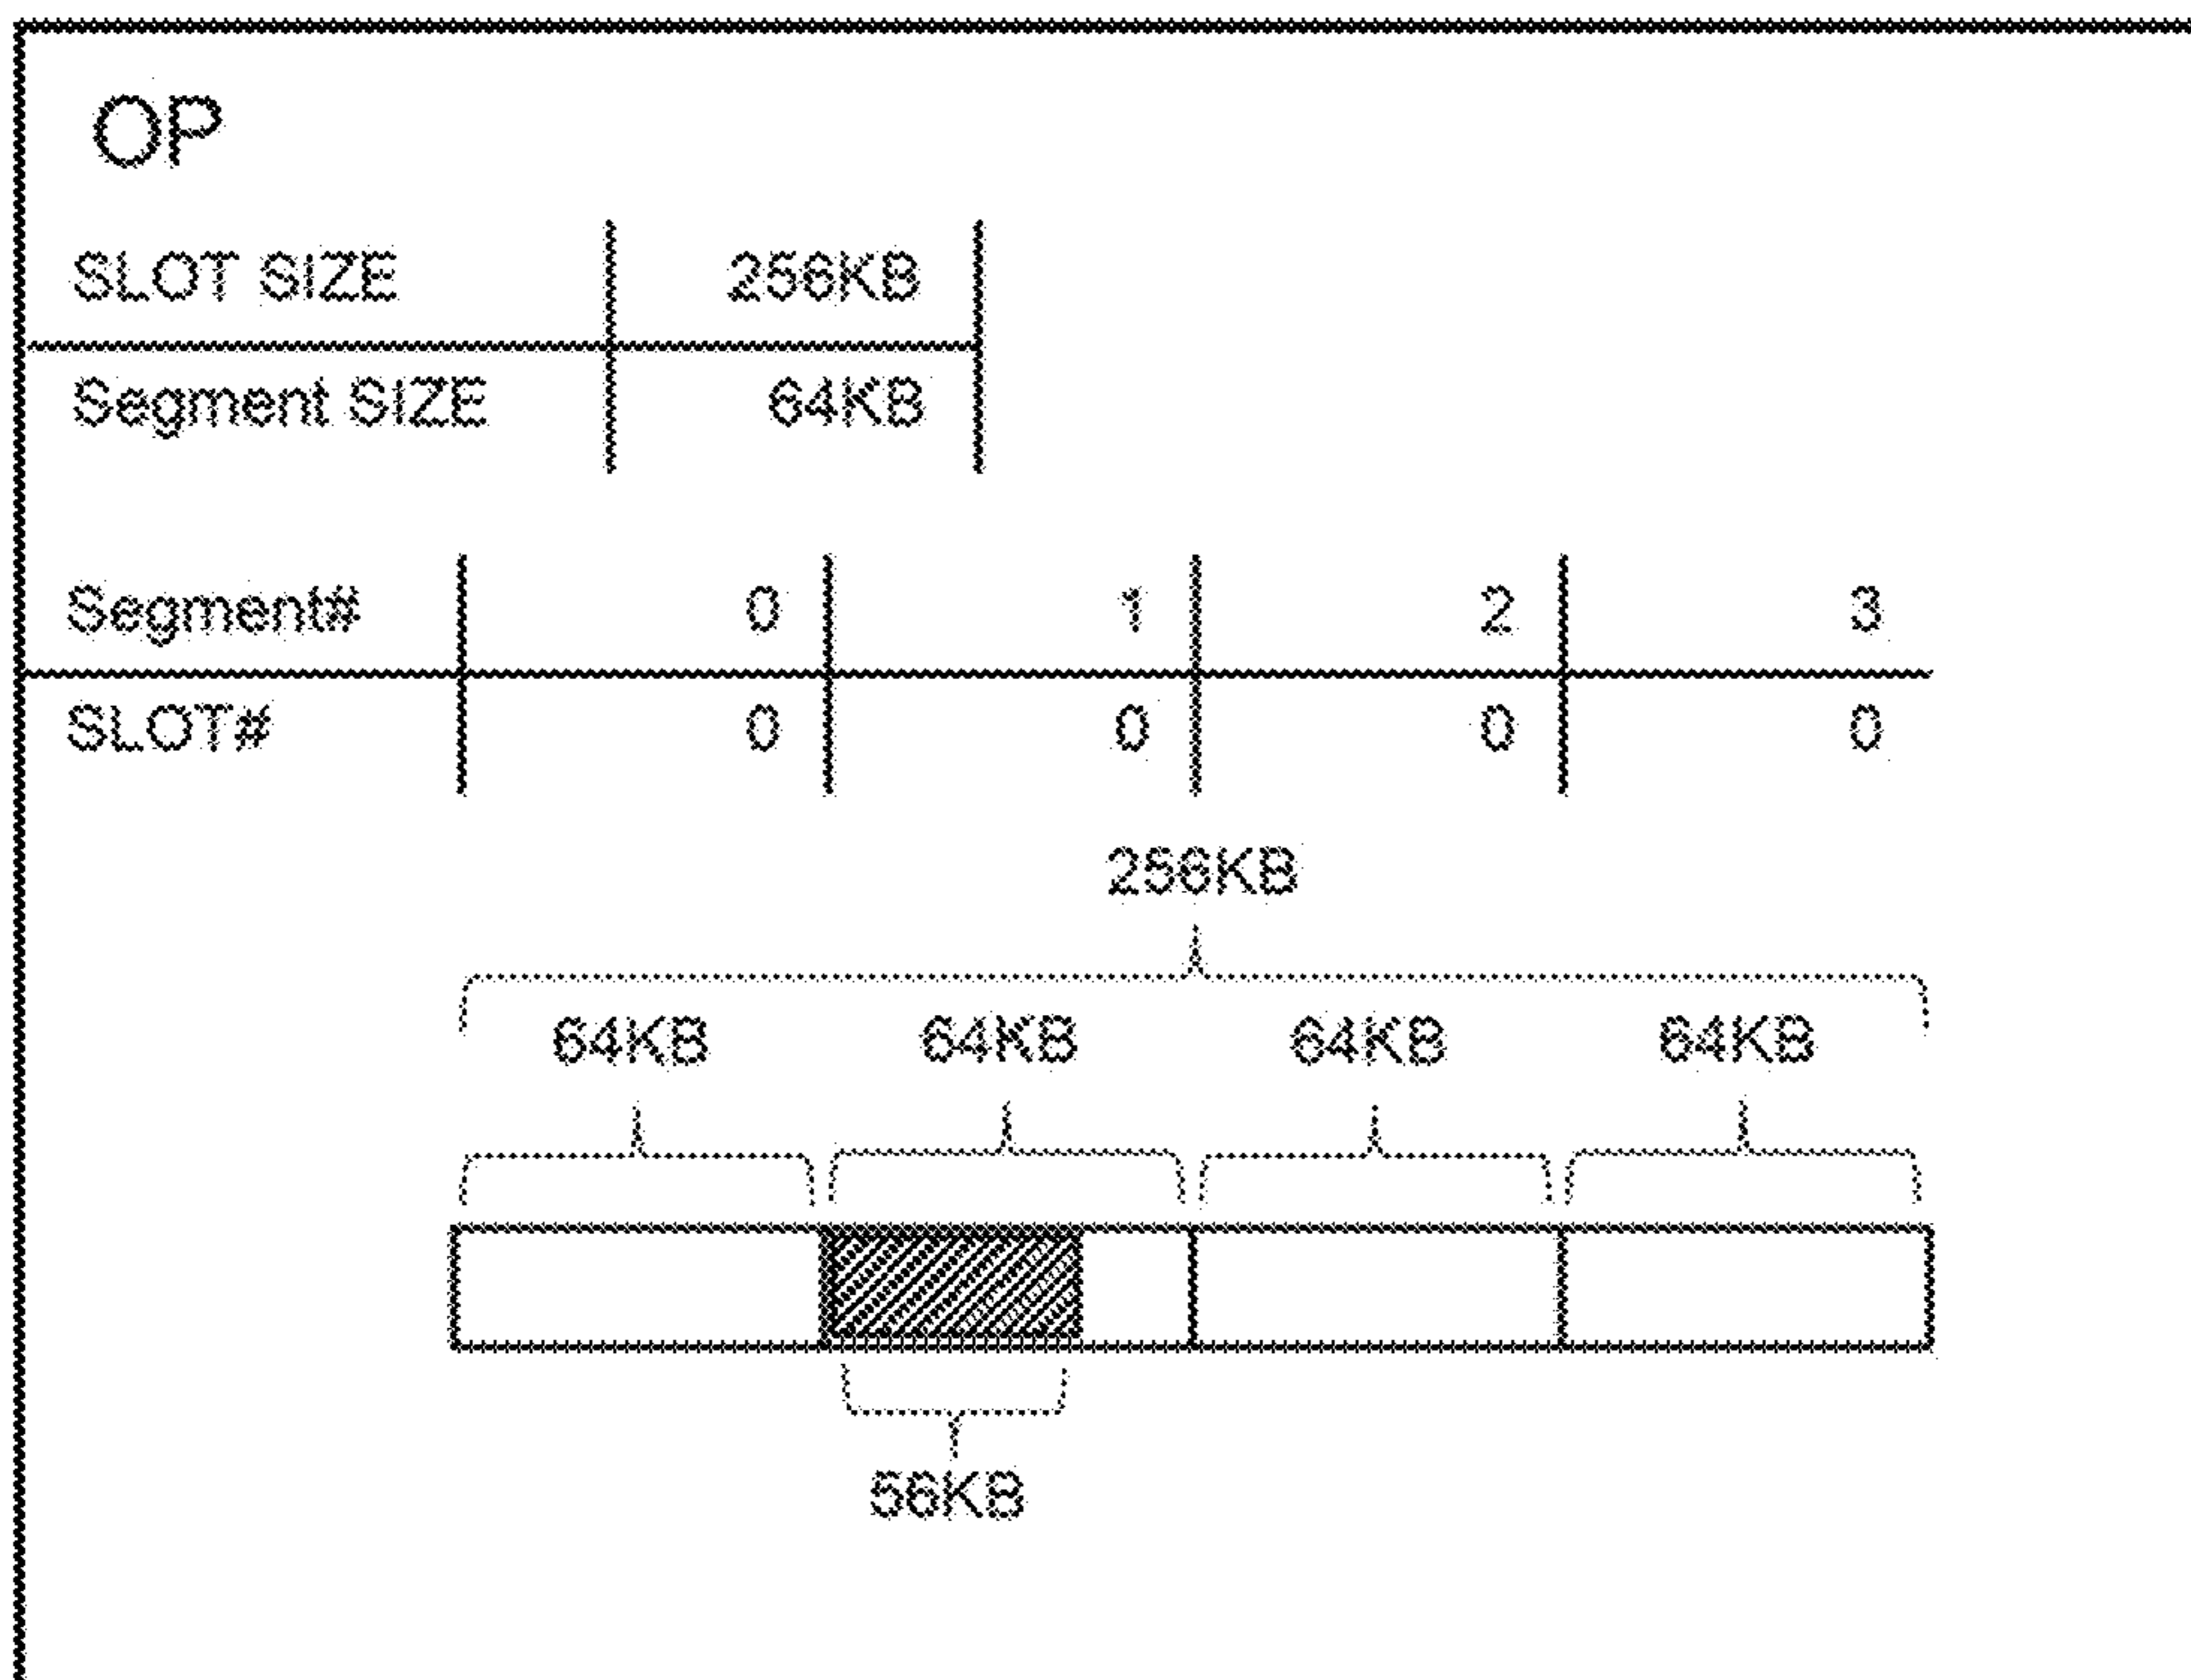 OP
SLOT SIZE 256KB
Segment SIZE 64KB
Segment# 0 1 2 3
SLOT# 0 0 0 0
256KB
64KB 64KB 64KB 64KB
56KB